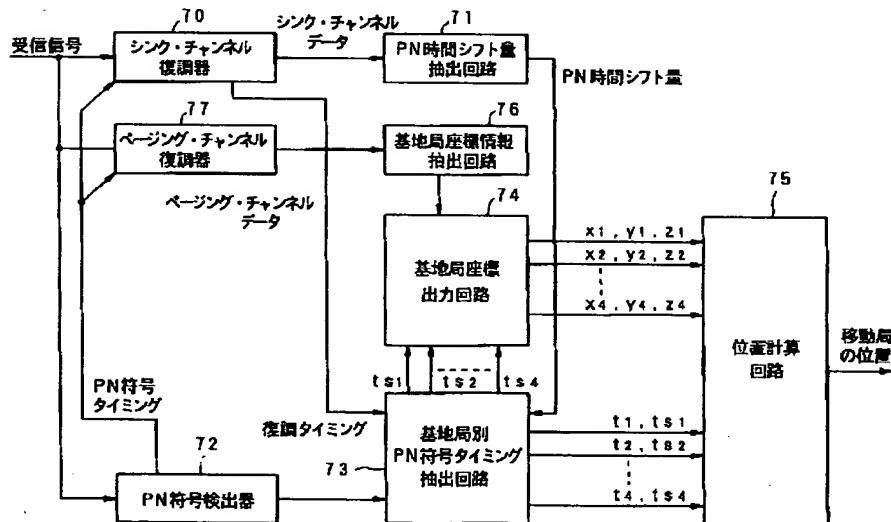 受信信号
70
シンク・チャンネル
復調器
シンク・チャンネル
データ
71
PN時間シフト量
抽出回路
PN時間シフト量
77
ページング・チャンネル
復調器
ページング・チャンネル
データ
76
基地局座標情報
抽出回路
74
基地局座標
出力回路
x1, y1, z1
x2, y2, z2
x4, y4, z4
75
位置計算
回路
移動局
の位置
ts1
ts2
ts4
PN符号
タイミング
復調タイミング
72
PN符号検出器
73
基地局別
PN符号タイミング
抽出回路
t1, ts1
t2, ts2
t4, ts4